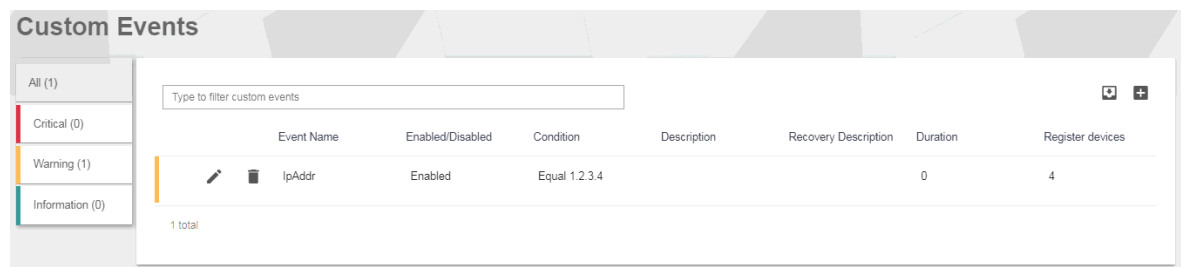 Custom Events
All (1)
Critical (0)
Warning (1)
Information (0)
Type to filter custom events
Event Name Enabled/Disabled Condition Description Recovery Description Duration Register devices
IpAddr Enabled Equal 1.2.3.4 0 4
1 total